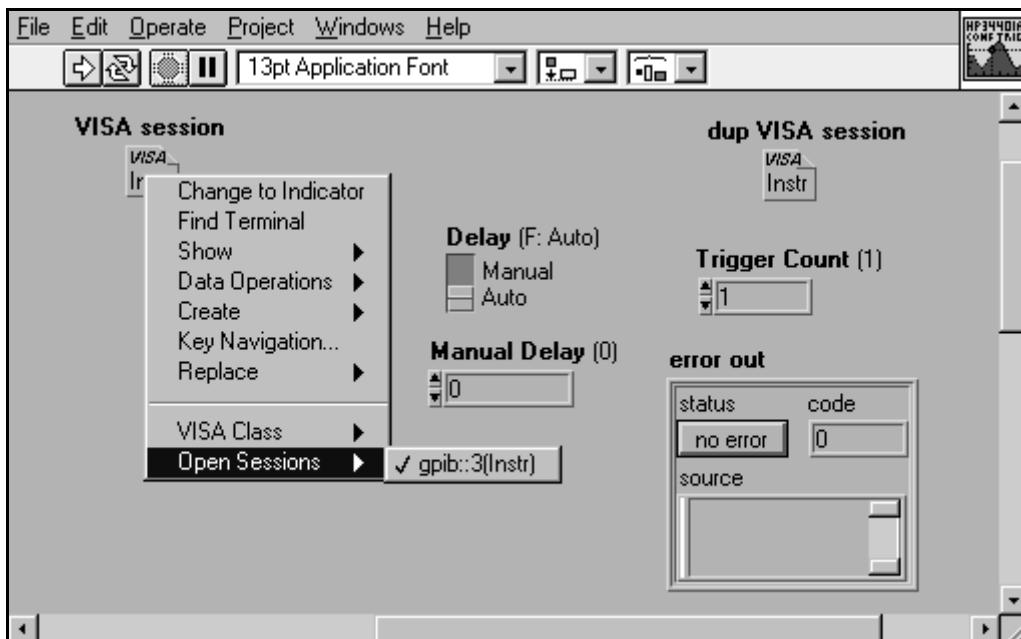 File Edit Operate Project Windows Help
HP34401A
13pt Application Font
VISA session
dup VISA session
VISA
Instr
VISA
Change to Indicator
Find Terminal
Show
Data Operations
Create
Key Navigation...
Replace
VISA Class
Open Sessions
✓ gpib::3(Instr)
Delay (F: Auto)
Manual
Auto
Manual Delay (0)
0
Trigger Count (1)
1
error out
status code
no error 0
source